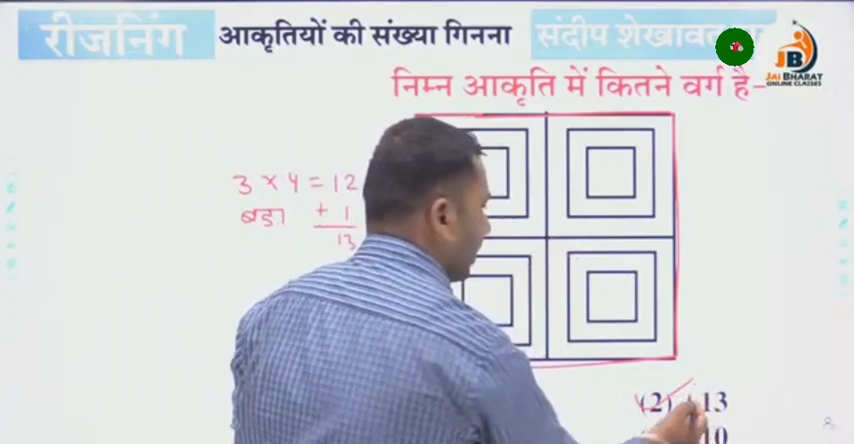 रीजनिंग
आकृतियों की संख्या गिनना
संदीप शेखावत
JB
JAI BHARAT
ONLINE CLASSES
निम्न आकृति में कितने वर्ग है-
3 × 4 = 12
बडा + 1
13
(2) 13
10